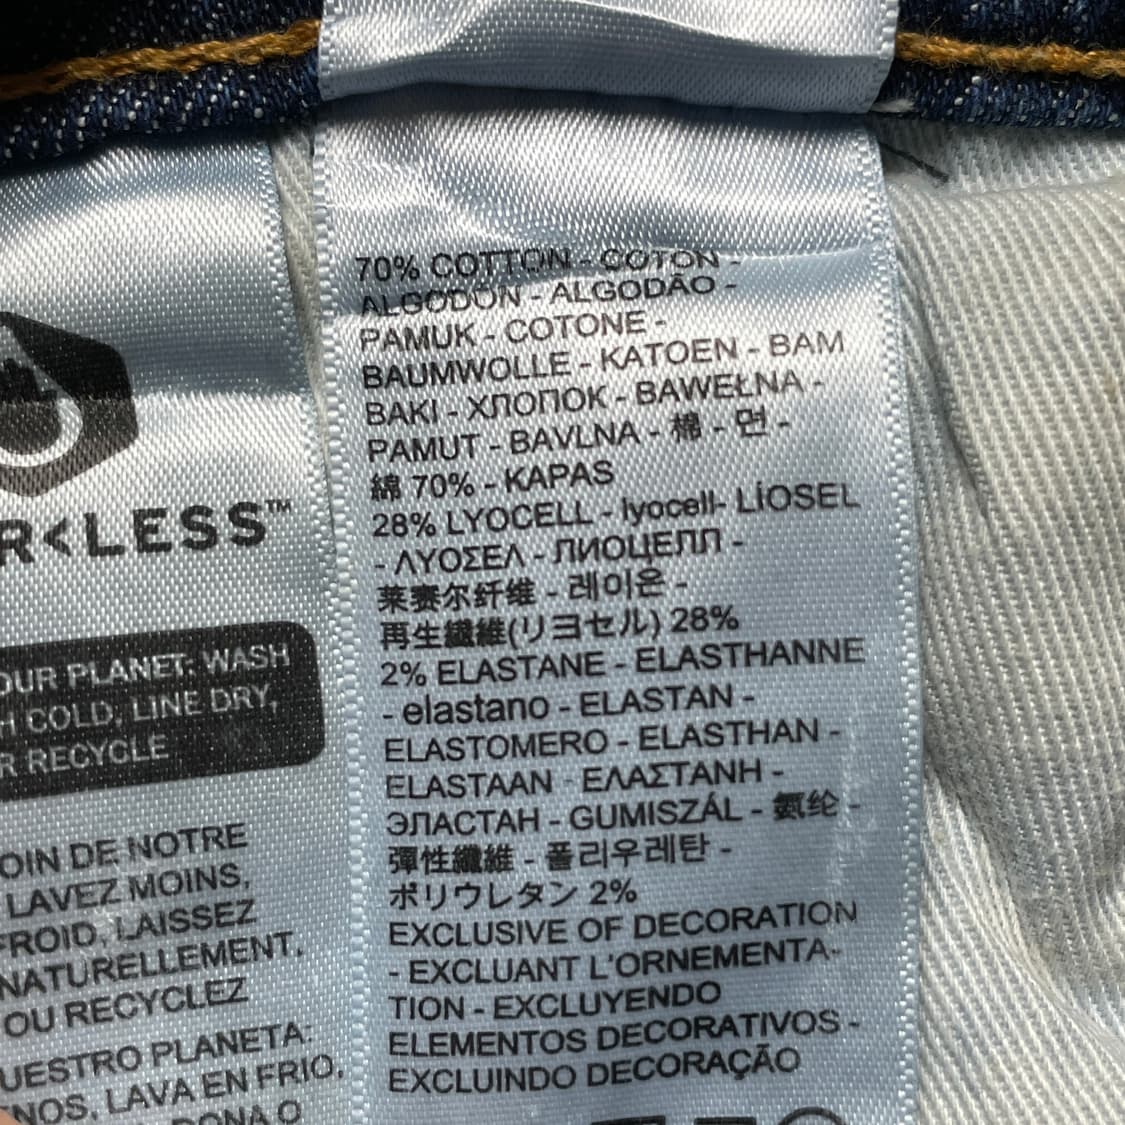 R<LESS™
OUR PLANET: WASH
H COLD, LINE DRY,
R RECYCLE
OIN DE NOTRE
LAVEZ MOINS,
FROID, LAISSEZ
NATURELLEMENT,
OU RECYCLEZ
UESTRO PLANETA:
NOS, LAVA EN FRIO,
DONA O
70% COTTON - COTON -
ALGODÓN - ALGODÃO -
PAMUK - COTONE -
BAUMWOLLE - KATOEN - BAM
BAKI - ХЛОПОК - BAWEŁNA -
PAMUT - BAVLNA - 棉 - 면 -
綿 70% - KAPAS
28% LYOCELL - lyocell- LİOSEL
- ΛΥΟΣΕΛ - ЛИОЦЕЛЛ -
莱赛尔纤维 - 레이온 -
再生繊維(リヨセル) 28%
2% ELASTANE - ELASTHANNE
- elastano - ELASTAN -
ELASTOMERO - ELASTHAN -
ELASTAAN - ΕΛΑΣΤΑΝΗ -
ЭЛАСТАН - GUMISZÁL - 氨纶 -
彈性纖維 - 폴리우레탄 -
ポリウレタン 2%
EXCLUSIVE OF DECORATION
- EXCLUANT L'ORNEMENTA-
TION - EXCLUYENDO
ELEMENTOS DECORATIVOS -
EXCLUINDO DECORAÇÃO